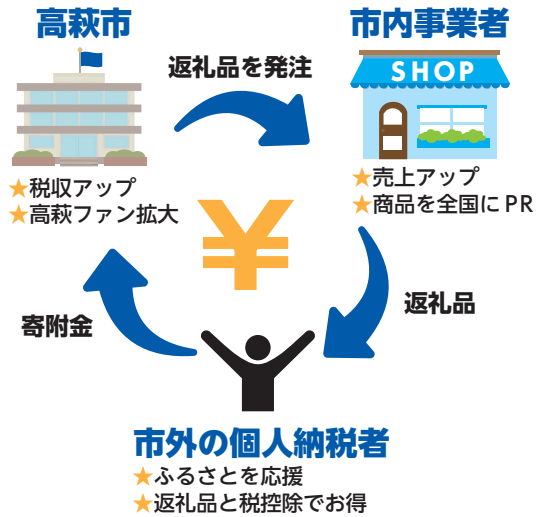 高萩市
市内事業者
返礼品を発注
SHOP
★税収アップ
★高萩ファン拡大
★売上アップ
★商品を全国にPR
¥
寄附金
返礼品
市外の個人納税者
★ふるさとを応援
★返礼品と税控除でお得